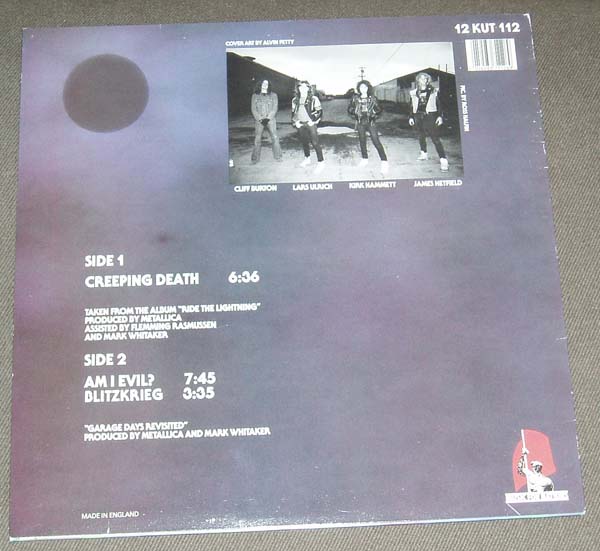 COVER ART BY ALVIN PETTY
12 KUT 112
CLIFF BURTON
LARS ULRICH
KIRK HAMMETT
JAMES HETFIELD
SIDE 1
CREEPING DEATH 6:36
TAKEN FROM THE ALBUM "RIDE THE LIGHTNING"
PRODUCED BY METALLICA
ASSISTED BY FLEMMING RASMUSSEN
AND MARK WHITAKER
SIDE 2
AM I EVIL? 7:45
BLITZKRIEG 3:35
"GARAGE DAYS REVISITED"
PRODUCED BY METALLICA AND MARK WHITAKER
MUSIC FOR NATIONS
MADE IN ENGLAND